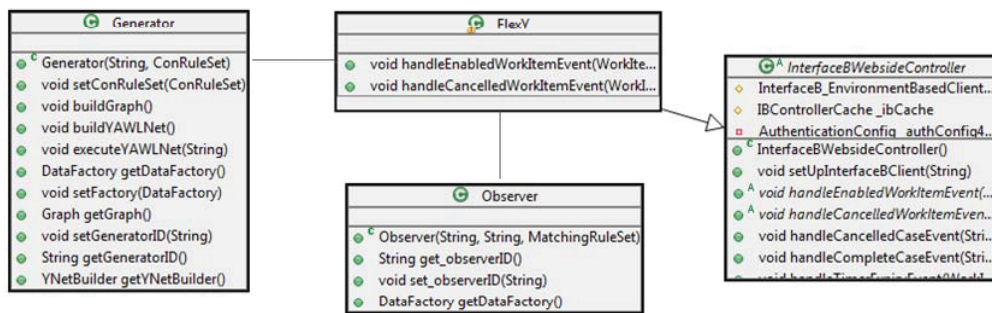 Generator
Generator(String, ConRuleSet)
void setConRuleSet(ConRuleSet)
void buildGraph()
void buildYAWLNet()
void executeYAWLNet(String)
DataFactory getDataFactory()
void setFactory(DataFactory)
Graph getGraph()
void setGeneratorID(String)
String getGeneratorID()
YNetBuilder getYNetBuilder()
FlexV
void handleEnabledWorkItemEvent(WorkIte...
void handleCancelledWorkItemEvent(WorkI...
Observer
Observer(String, String, MatchingRuleSet)
String get_observerID()
void set_observerID(String)
DataFactory getDataFactory()
InterfaceBWebsideController
InterfaceB_EnvironmentBasedClient...
IBControllerCache _ibCache
AuthenticationConfig _authConfig4...
InterfaceBWebsideController()
void setUpInterfaceBClient(String)
void handleEnabledWorkItemEvent(...
void handleCancelledWorkItemEven...
void handleCancelledCaseEvent(Stri...
void handleCompleteCaseEvent(Stri...
void handleTimerExpiryEvent(WorkI...